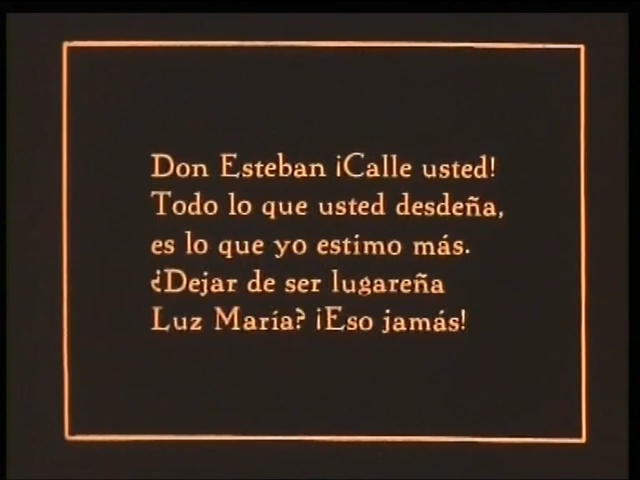 Don Esteban ¡Calle usted!
Todo lo que usted desdeña,
es lo que yo estimo más.
¿Dejar de ser lugareña
Luz María? ¡Eso jamás!